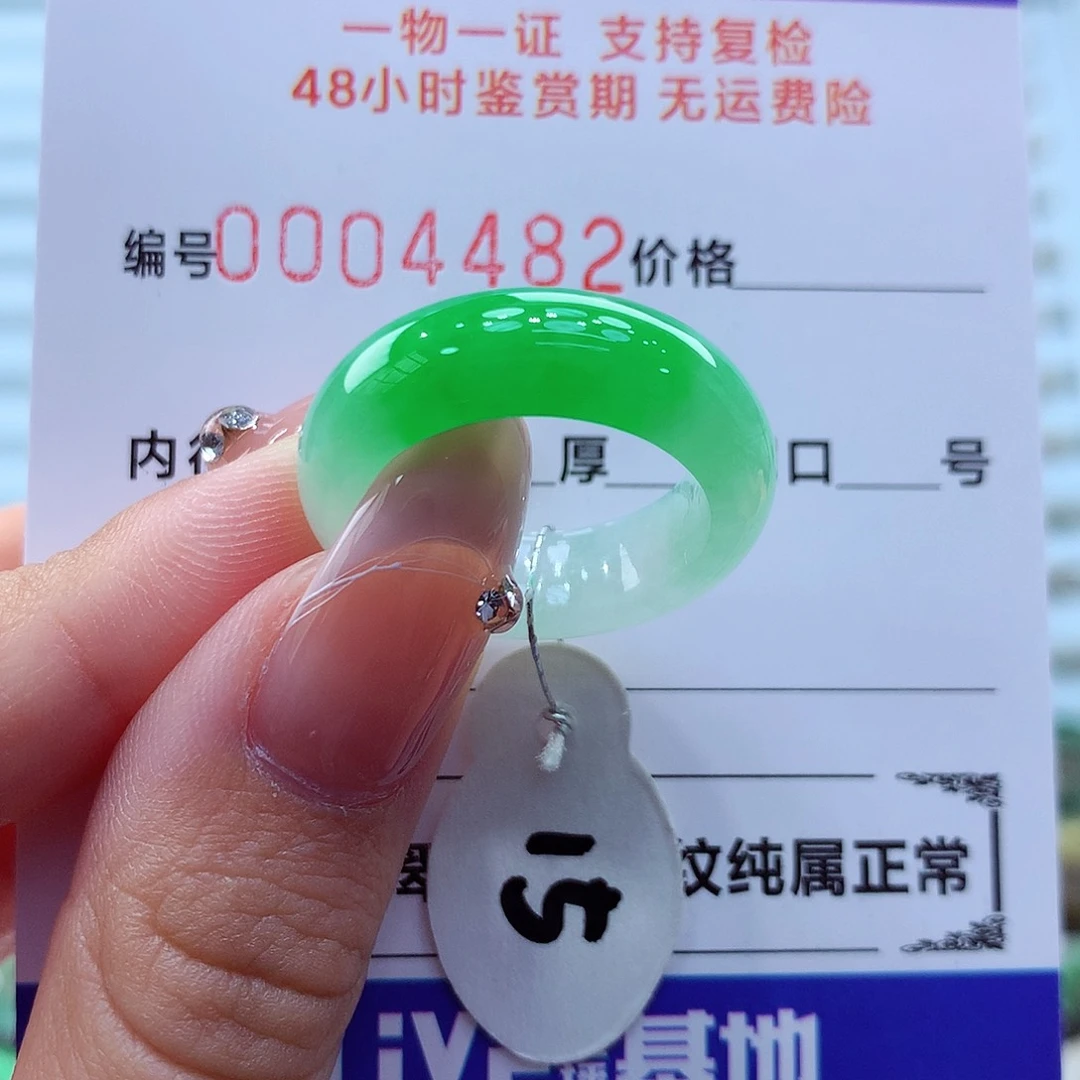 一物一证 支持复检
48小时鉴赏期 无运费险
编号0004482价格
内 厚 口 号
15
纹纯属正常
基地